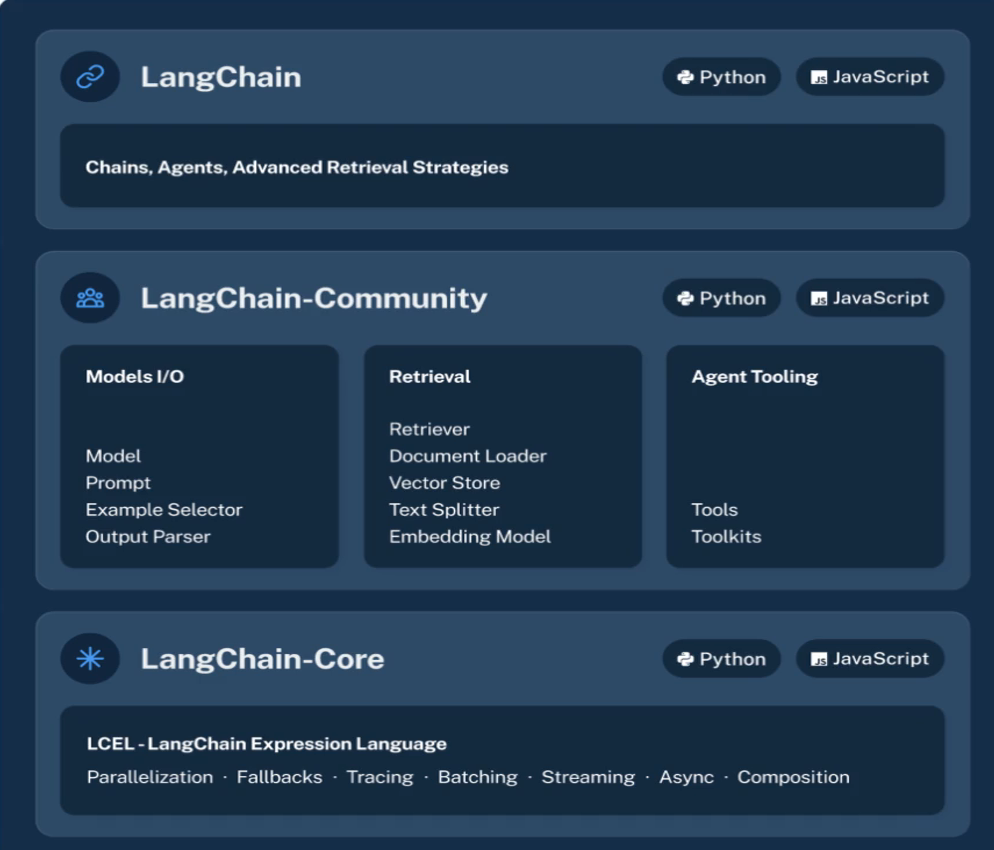 LangChain
Python
JS JavaScript
Chains, Agents, Advanced Retrieval Strategies
LangChain-Community
Python
JS JavaScript
Models I/O
Model
Prompt
Example Selector
Output Parser
Retrieval
Retriever
Document Loader
Vector Store
Text Splitter
Embedding Model
Agent Tooling
Tools
Toolkits
LangChain-Core
Python
JS JavaScript
LCEL - LangChain Expression Language
Parallelization · Fallbacks · Tracing · Batching · Streaming · Async · Composition